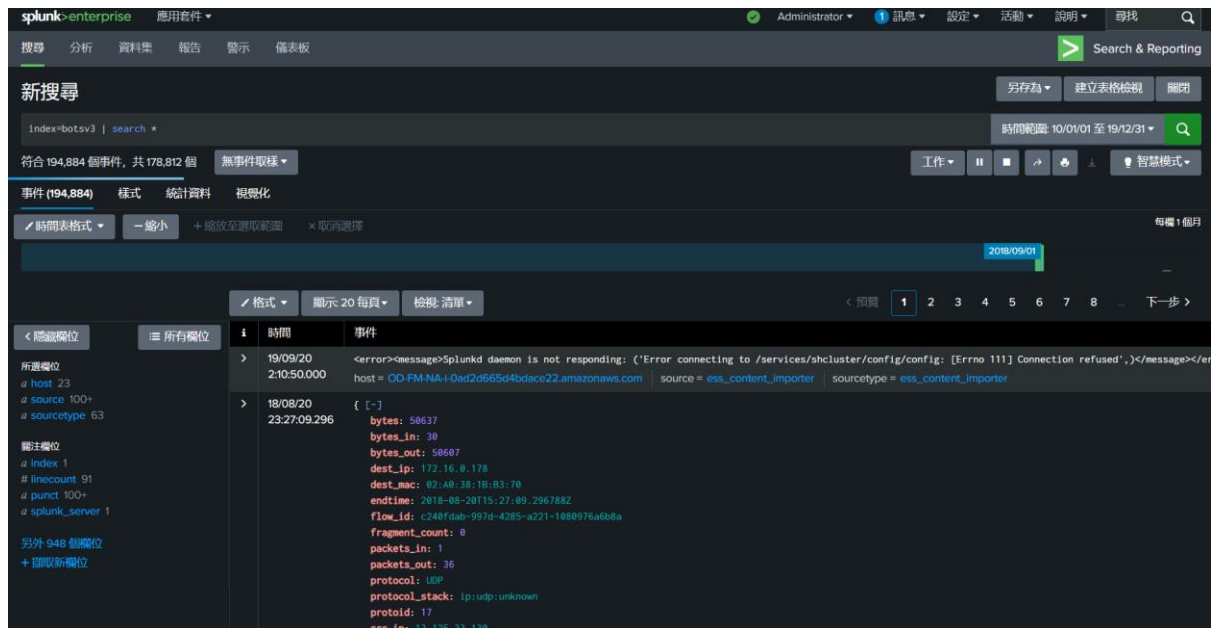 splunk>enterprise 應用套件 Administrator 1 訊息 設定 活動 說明 尋找
搜尋 分析 資料集 報告 警示 儀表板 Search & Reporting
新搜尋 另存為 建立表格檢視 關閉
index=botsv3 | search * 時間範圍: 10/01/01 至 19/12/31
符合 194,884 個事件，共 178,812 個 無事件取樣 工作 智慧模式
事件 (194,884) 樣式 統計資料 視覺化
時間表格式 －縮小 +縮放至選取範圍 ×取消選擇 每欄 1 個月
2018/09/01
格式 顯示: 20 每頁 檢視: 清單 < 預覽 1 2 3 4 5 6 7 8 ... 下一步 >
< 隱藏欄位 所有欄位 i 時間 事件
所選欄位
a host 23
a source 100+
a sourcetype 63
關注欄位
a index 1
# linecount 91
a punct 100+
a splunk_server 1
另外 948 個欄位
+ 擷取新欄位
> 19/09/20 2:10:50.000 <error><message>Splunkd daemon is not responding: ('Error connecting to /services/shcluster/config/config: [Errno 111] Connection refused',)</message></er
host = OD-FM-NA-i-0ad2d665d4bdace22.amazonaws.com source = ess_content_importer sourcetype = ess_content_importer
> 18/08/20 23:27:09.296 { [-]
bytes: 50637
bytes_in: 30
bytes_out: 50607
dest_ip: 172.16.0.178
dest_mac: 02:A0:38:1B:B3:70
endtime: 2018-08-20T15:27:09.296788Z
flow_id: c240fdab-997d-4285-a221-1080976a6b8a
fragment_count: 0
packets_in: 1
packets_out: 36
protocol: UDP
protocol_stack: ip:udp:unknown
protoid: 17